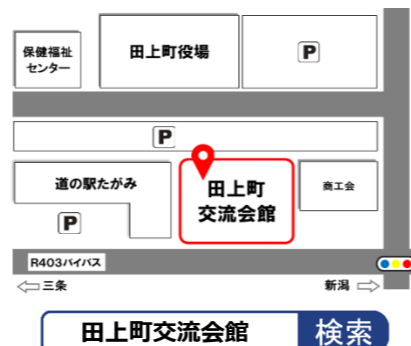 保健福祉
センター
田上町役場
P
P
道の駅たがみ
P
田上町
交流会館
商工会
R403バイパス
三条
新潟
田上町交流会館
検索